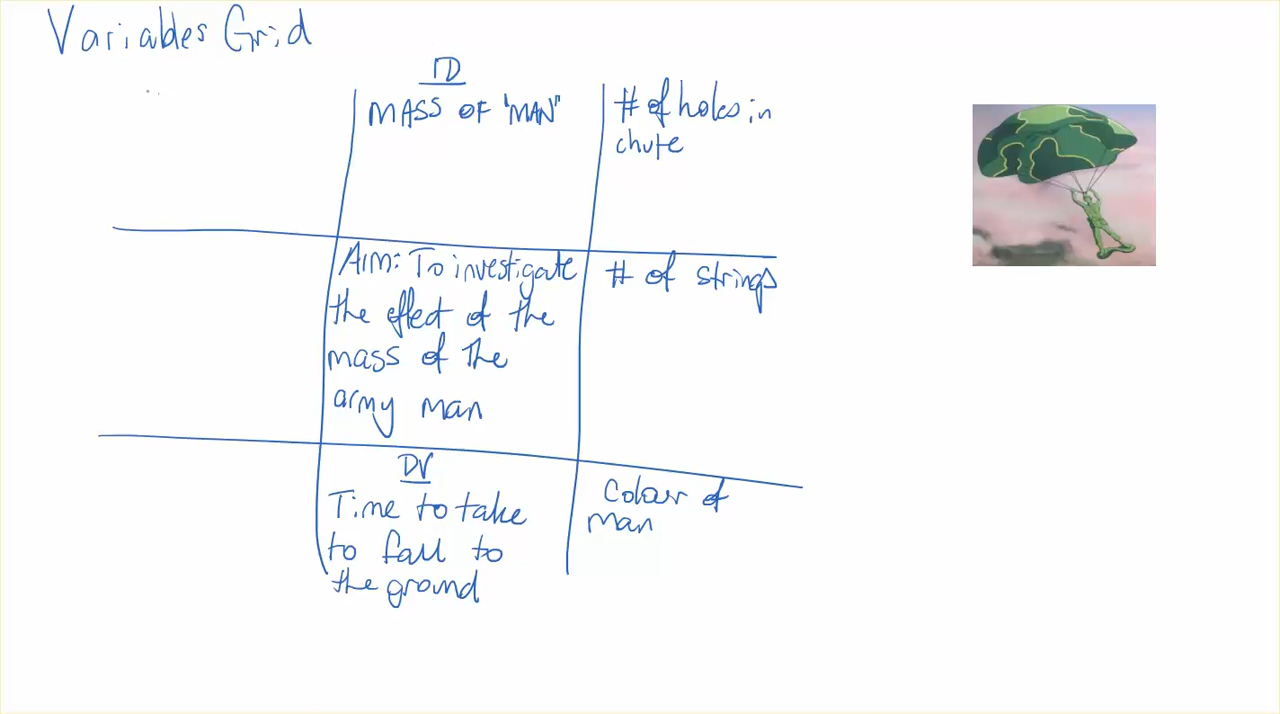 Variables Grid
ID
MASS OF "MAN"
# of holes in
chute
Aim: To investigate
the effect of the
mass of the
army man
# of strings
DV
Time to take
to fall to
the ground
Colour of
man